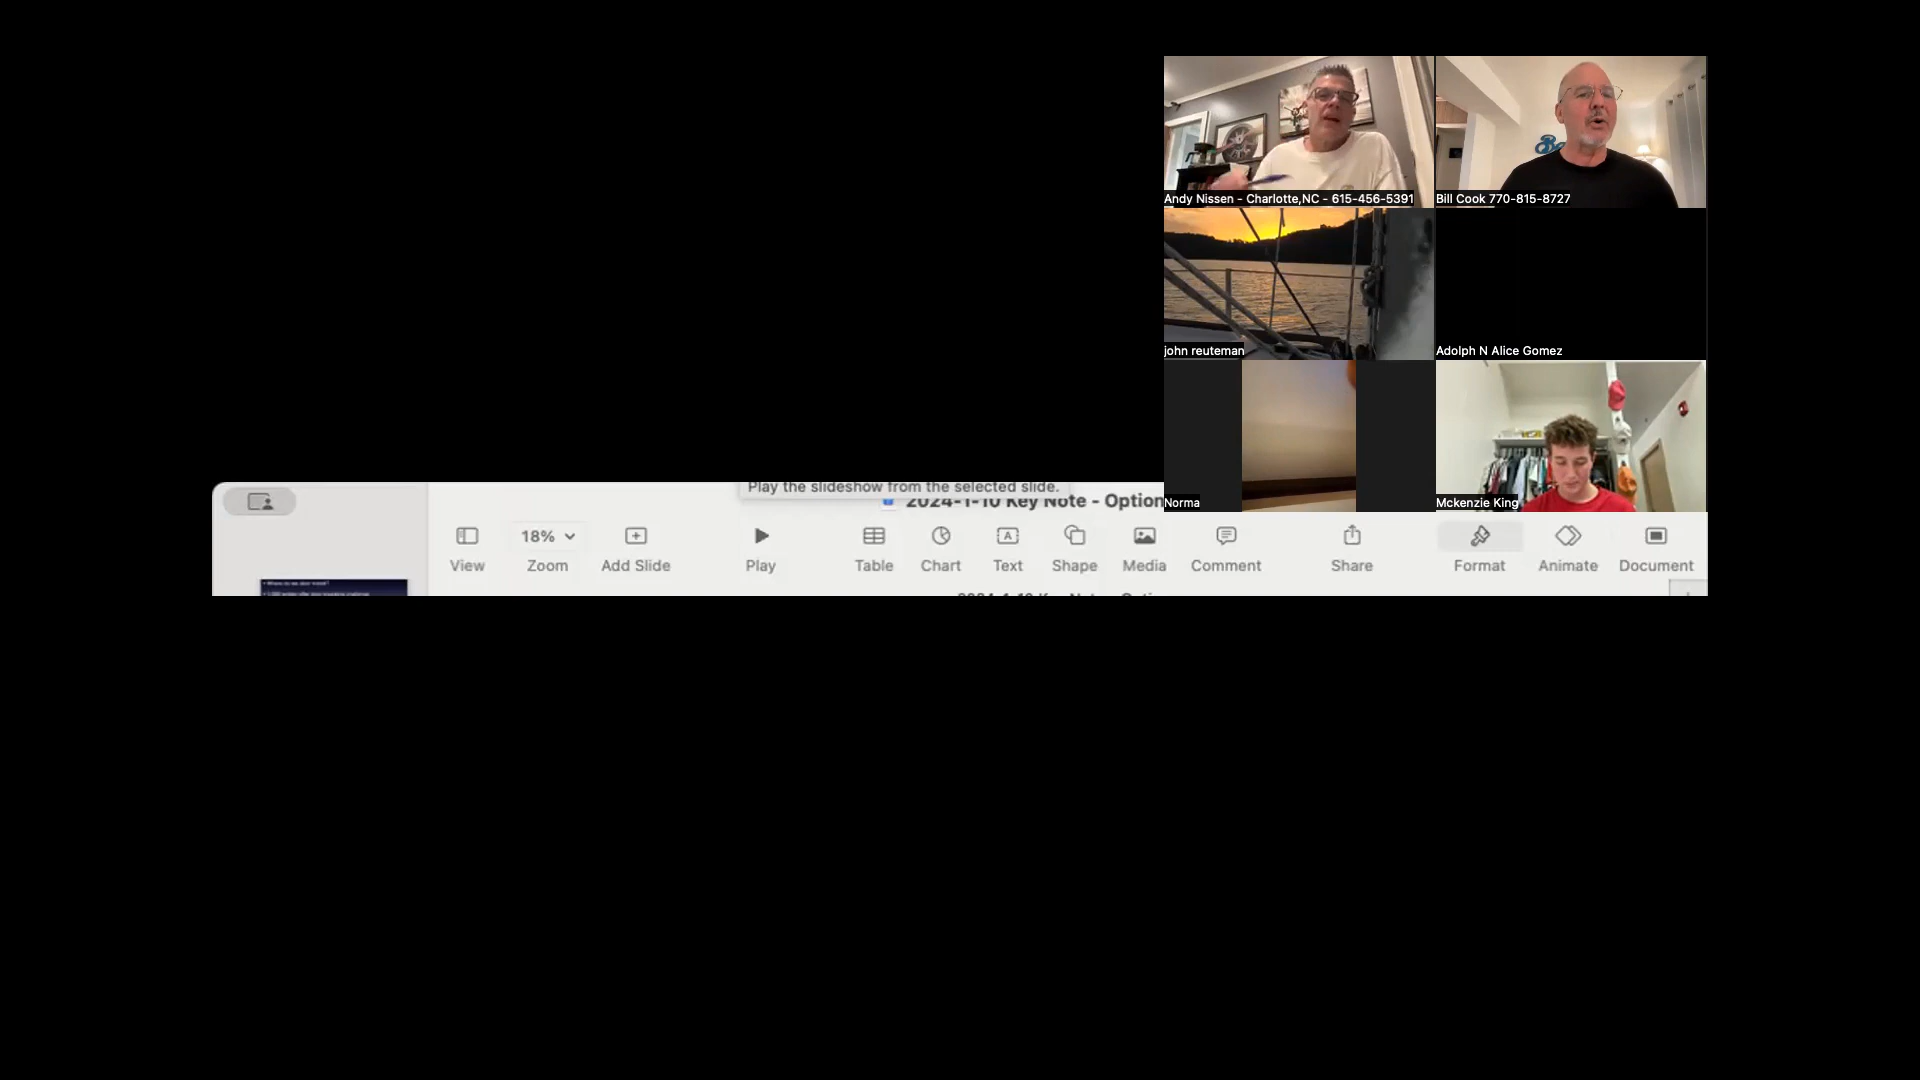 Andy Nissen - Charlotte,NC - 615-456-5391
Bill Cook 770-815-8727
john reuteman
Adolph N Alice Gomez
Norma
Mckenzie King
Play the slideshow from the selected slide.
2024-1-10 Key Note - Option
18%
View
Zoom
Add Slide
Play
Table
Chart
Text
Shape
Media
Comment
Share
Format
Animate
Document